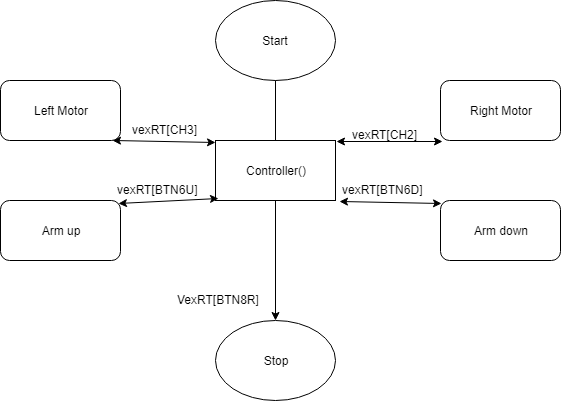 Start
Left Motor
Right Motor
vexRT[CH3]
vexRT[CH2]
Controller()
vexRT[BTN6U]
vexRT[BTN6D]
Arm up
Arm down
VexRT[BTN8R]
Stop